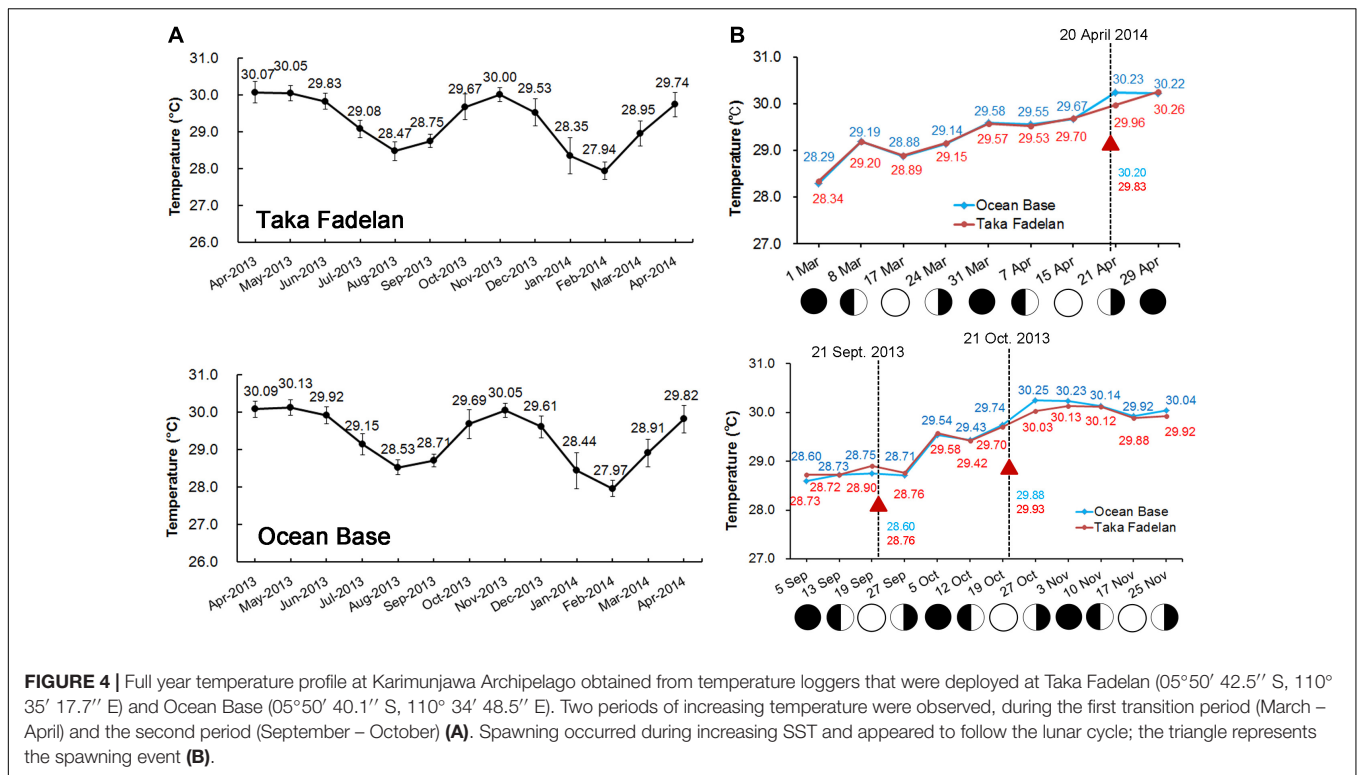 A
31.0
30.0
29.0
28.0
27.0
26.0
Temperature (°C)
30.07 30.05 29.83 29.08 28.47 28.75 29.67 30.00 29.53 28.35 27.94 28.95 29.74
Taka Fadelan
Apr-2013 May-2013 Jun-2013 Jul-2013 Aug-2013 Sep-2013 Oct-2013 Nov-2013 Dec-2013 Jan-2014 Feb-2014 Mar-2014 Apr-2014
31.0
30.0
29.0
28.0
27.0
26.0
Temperature (°C)
30.09 30.13 29.92 29.15 28.53 28.71 29.69 30.05 29.61 28.44 27.97 28.91 29.82
Ocean Base
Apr-2013 May-2013 Jun-2013 Jul-2013 Aug-2013 Sep-2013 Oct-2013 Nov-2013 Dec-2013 Jan-2014 Feb-2014 Mar-2014 Apr-2014
B
20 April 2014
31.0
30.0
29.0
28.0
27.0
Temperature (°C)
28.29 29.19 28.88 29.14 29.58 29.55 29.67 30.23 30.22
28.34 29.20 28.89 29.15 29.57 29.53 29.70 29.96 30.26
30.20
29.83
Ocean Base
Taka Fadelan
1 Mar 8 Mar 17 Mar 24 Mar 31 Mar 7 Apr 15 Apr 21 Apr 29 Apr
21 Sept. 2013
21 Oct. 2013
31.0
30.0
29.0
28.0
27.0
Temperature (°C)
28.60 28.73 28.75 28.71 29.54 29.43 29.74 30.25 30.23 30.14 29.92 30.04
28.73 28.72 28.90 28.76 29.58 29.42 29.70 30.03 30.13 30.12 29.88 29.92
28.60
28.76
29.88
29.93
Ocean Base
Taka Fadelan
5 Sep 13 Sep 19 Sep 27 Sep 5 Oct 12 Oct 19 Oct 27 Oct 3 Nov 10 Nov 17 Nov 25 Nov
FIGURE 4 | Full year temperature profile at Karimunjawa Archipelago obtained from temperature loggers that were deployed at Taka Fadelan (05°50′ 42.5′′ S, 110°
35′ 17.7′′ E) and Ocean Base (05°50′ 40.1′′ S, 110° 34′ 48.5′′ E). Two periods of increasing temperature were observed, during the first transition period (March –
April) and the second period (September – October) (A). Spawning occurred during increasing SST and appeared to follow the lunar cycle; the triangle represents
the spawning event (B).